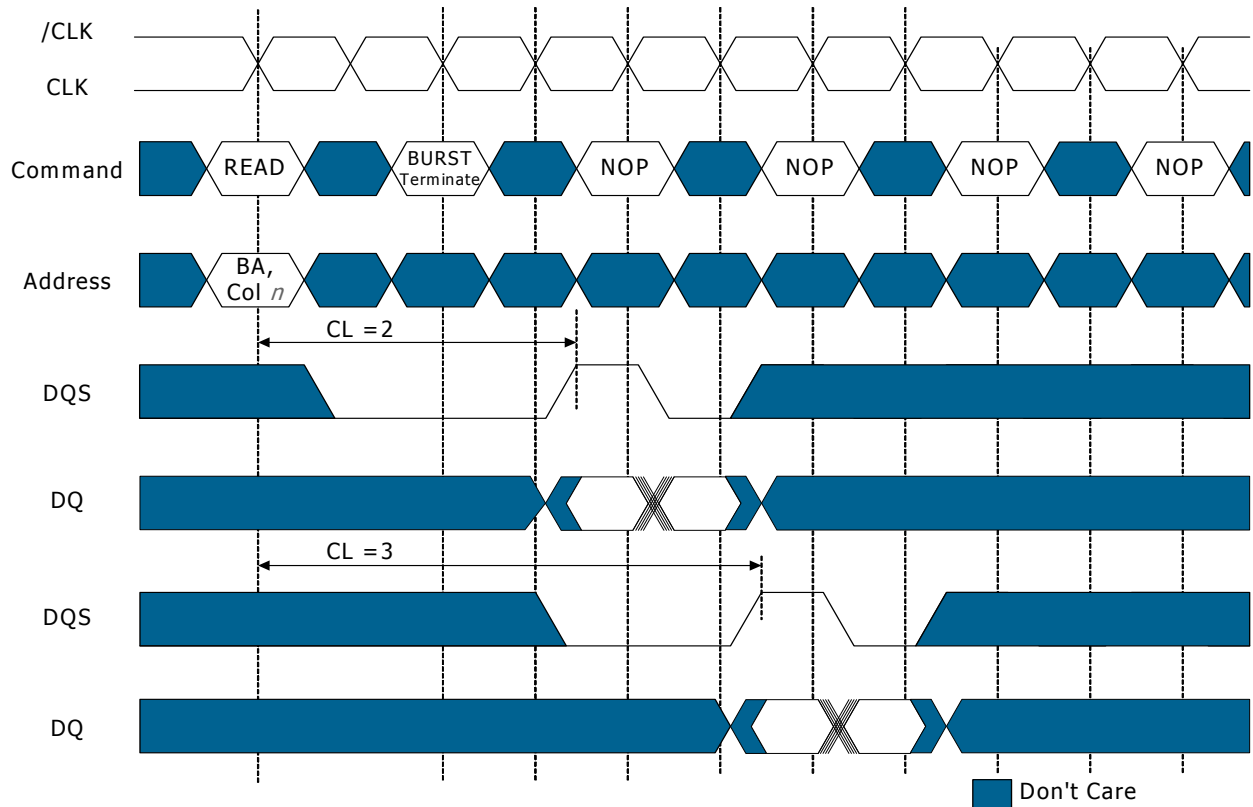 /CLK
CLK
Command
READ
BURST
Terminate
NOP
NOP
NOP
NOP
Address
BA,
Col n
CL =2
DQS
DQ
CL =3
DQS
DQ
Don't Care